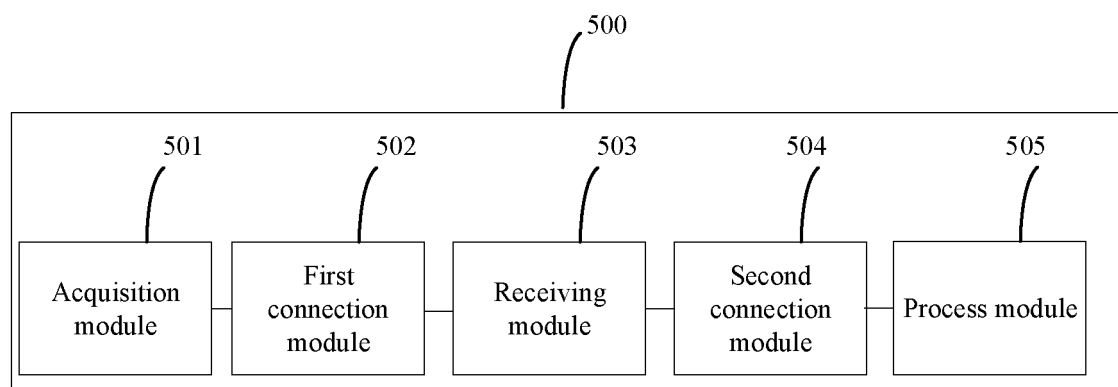 500
501
502
503
504
505
Acquisition
module
First
connection
module
Receiving
module
Second
connection
module
Process module